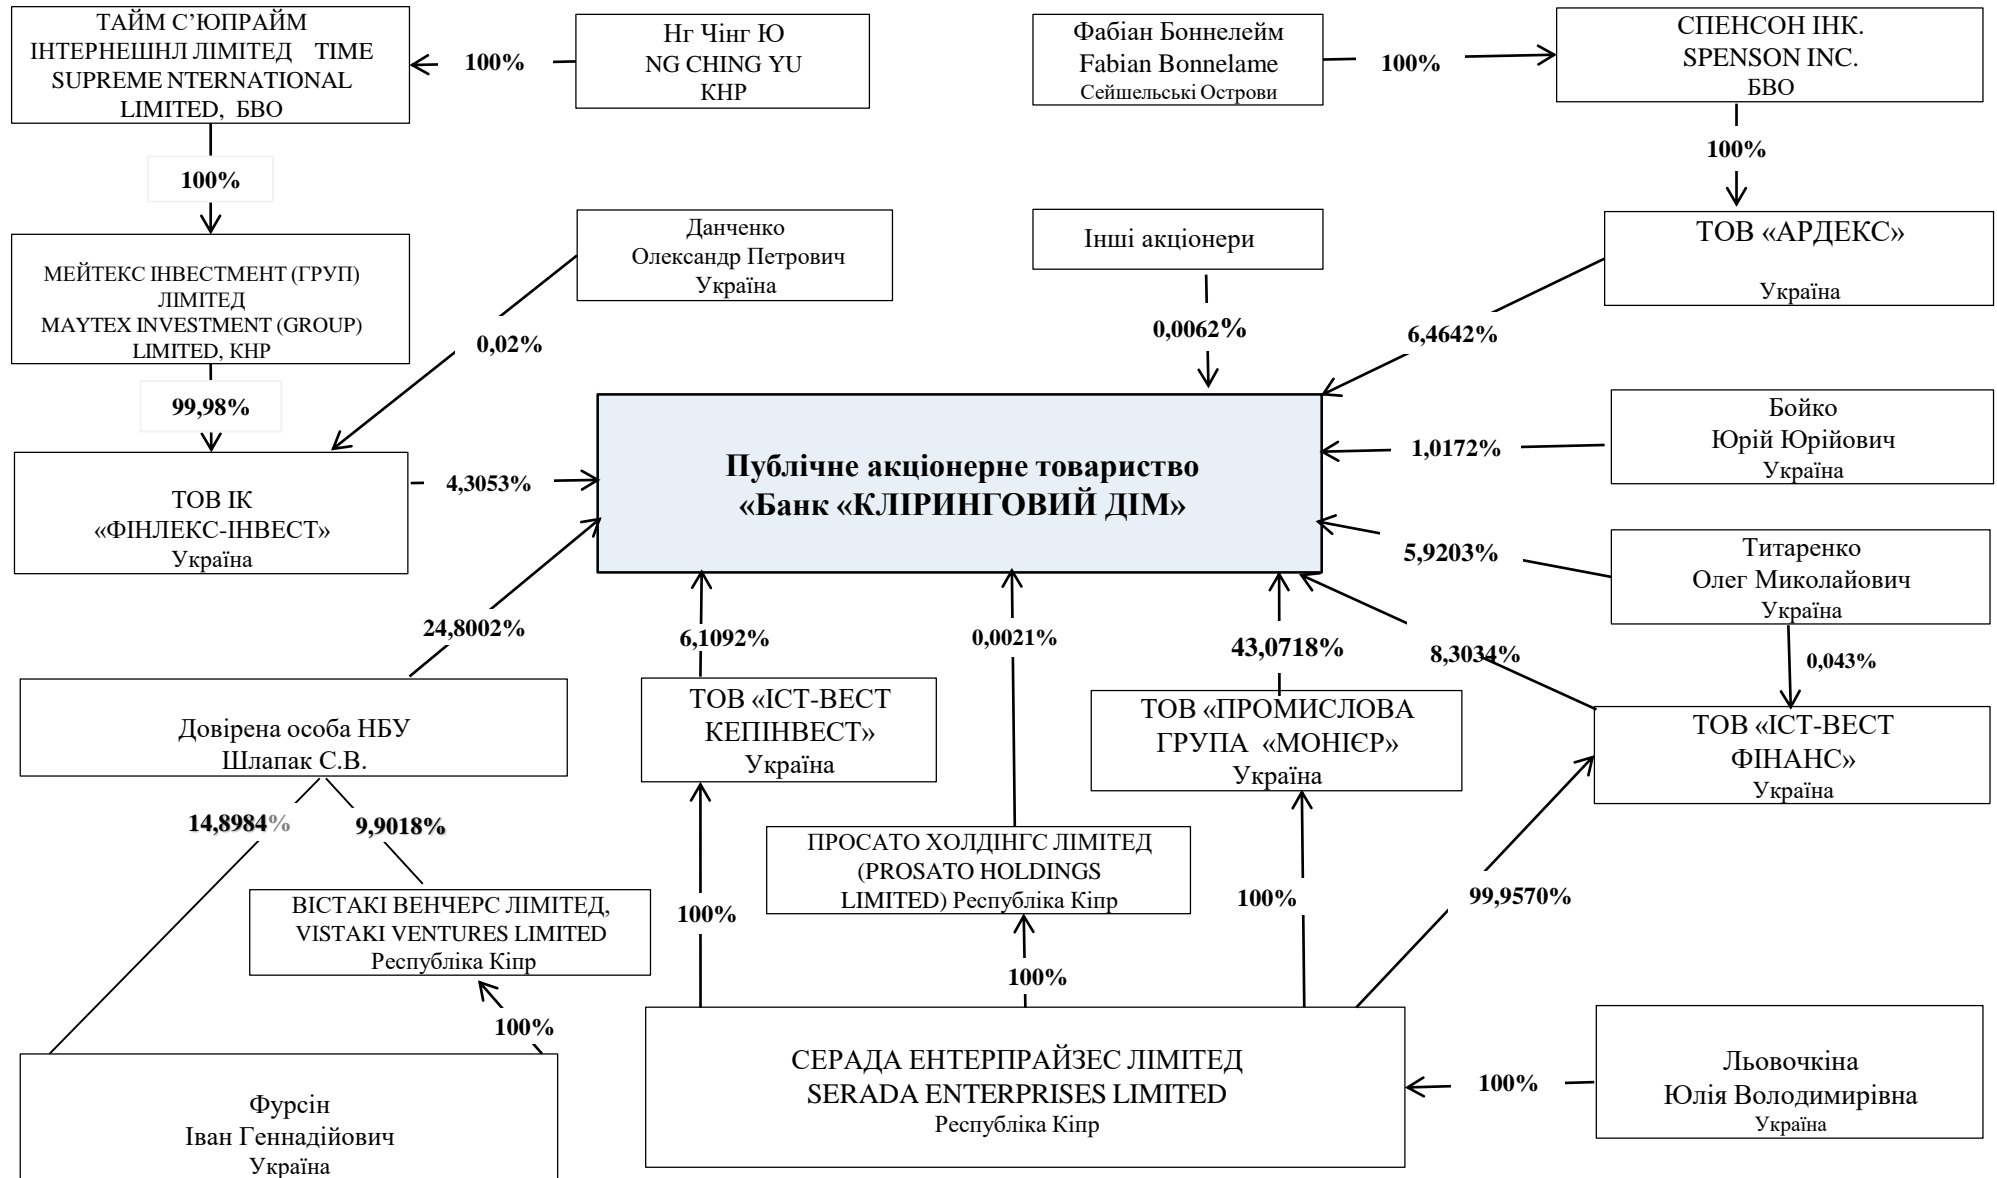 ТАЙМ С’ЮПРАЙМ
ІНТЕРНЕШНЛ ЛІМІТЕД TIME
SUPREME NTERNATIONAL
LIMITED, БВО
100%
Нг Чінг Ю
NG CHING YU
КНР
Фабіан Боннелейм
Fabian Bonnelame
Сейшельські Острови
100%
СПЕНСОН ІНК.
SPENSON INC.
БВО
100%
100%
МЕЙТЕКС ІНВЕСТМЕНТ (ГРУП)
ЛІМІТЕД
MAYTEX INVESTMENT (GROUP)
LIMITED, КНР
Данченко
Олександр Петрович
Україна
Інші акціонери
ТОВ «АРДЕКС»
Україна
0,02%
0,0062%
6,4642%
99,98%
Бойко
Юрій Юрійович
Україна
1,0172%
Публічне акціонерне товариство
«Банк «КЛІРИНГОВИЙ ДІМ»
ТОВ ІК
«ФІНЛЕКС-ІНВЕСТ»
Україна
4,3053%
5,9203%
Титаренко
Олег Миколайович
Україна
24,8002%
6,1092%
0,0021%
43,0718%
8,3034%
0,043%
Довірена особа НБУ
Шлапак С.В.
ТОВ «ІСТ-ВЕСТ
КЕПІНВЕСТ»
Україна
ТОВ «ПРОМИСЛОВА
ГРУПА «МОНІЄР»
Україна
ТОВ «ІСТ-ВЕСТ
ФІНАНС»
Україна
14,8984%
9,9018%
ПРОСАТО ХОЛДІНГС ЛІМІТЕД
(PROSATO HOLDINGS
LIMITED) Республіка Кіпр
ВІСТАКІ ВЕНЧЕРС ЛІМІТЕД,
VISTAKI VENTURES LIMITED
Республіка Кіпр
100%
100%
99,9570%
100%
100%
Фурсін
Іван Геннадійович
Україна
СЕРАДА ЕНТЕРПРАЙЗЕС ЛІМІТЕД
SERADA ENTERPRISES LIMITED
Республіка Кіпр
100%
Льовочкіна
Юлія Володимирівна
Україна